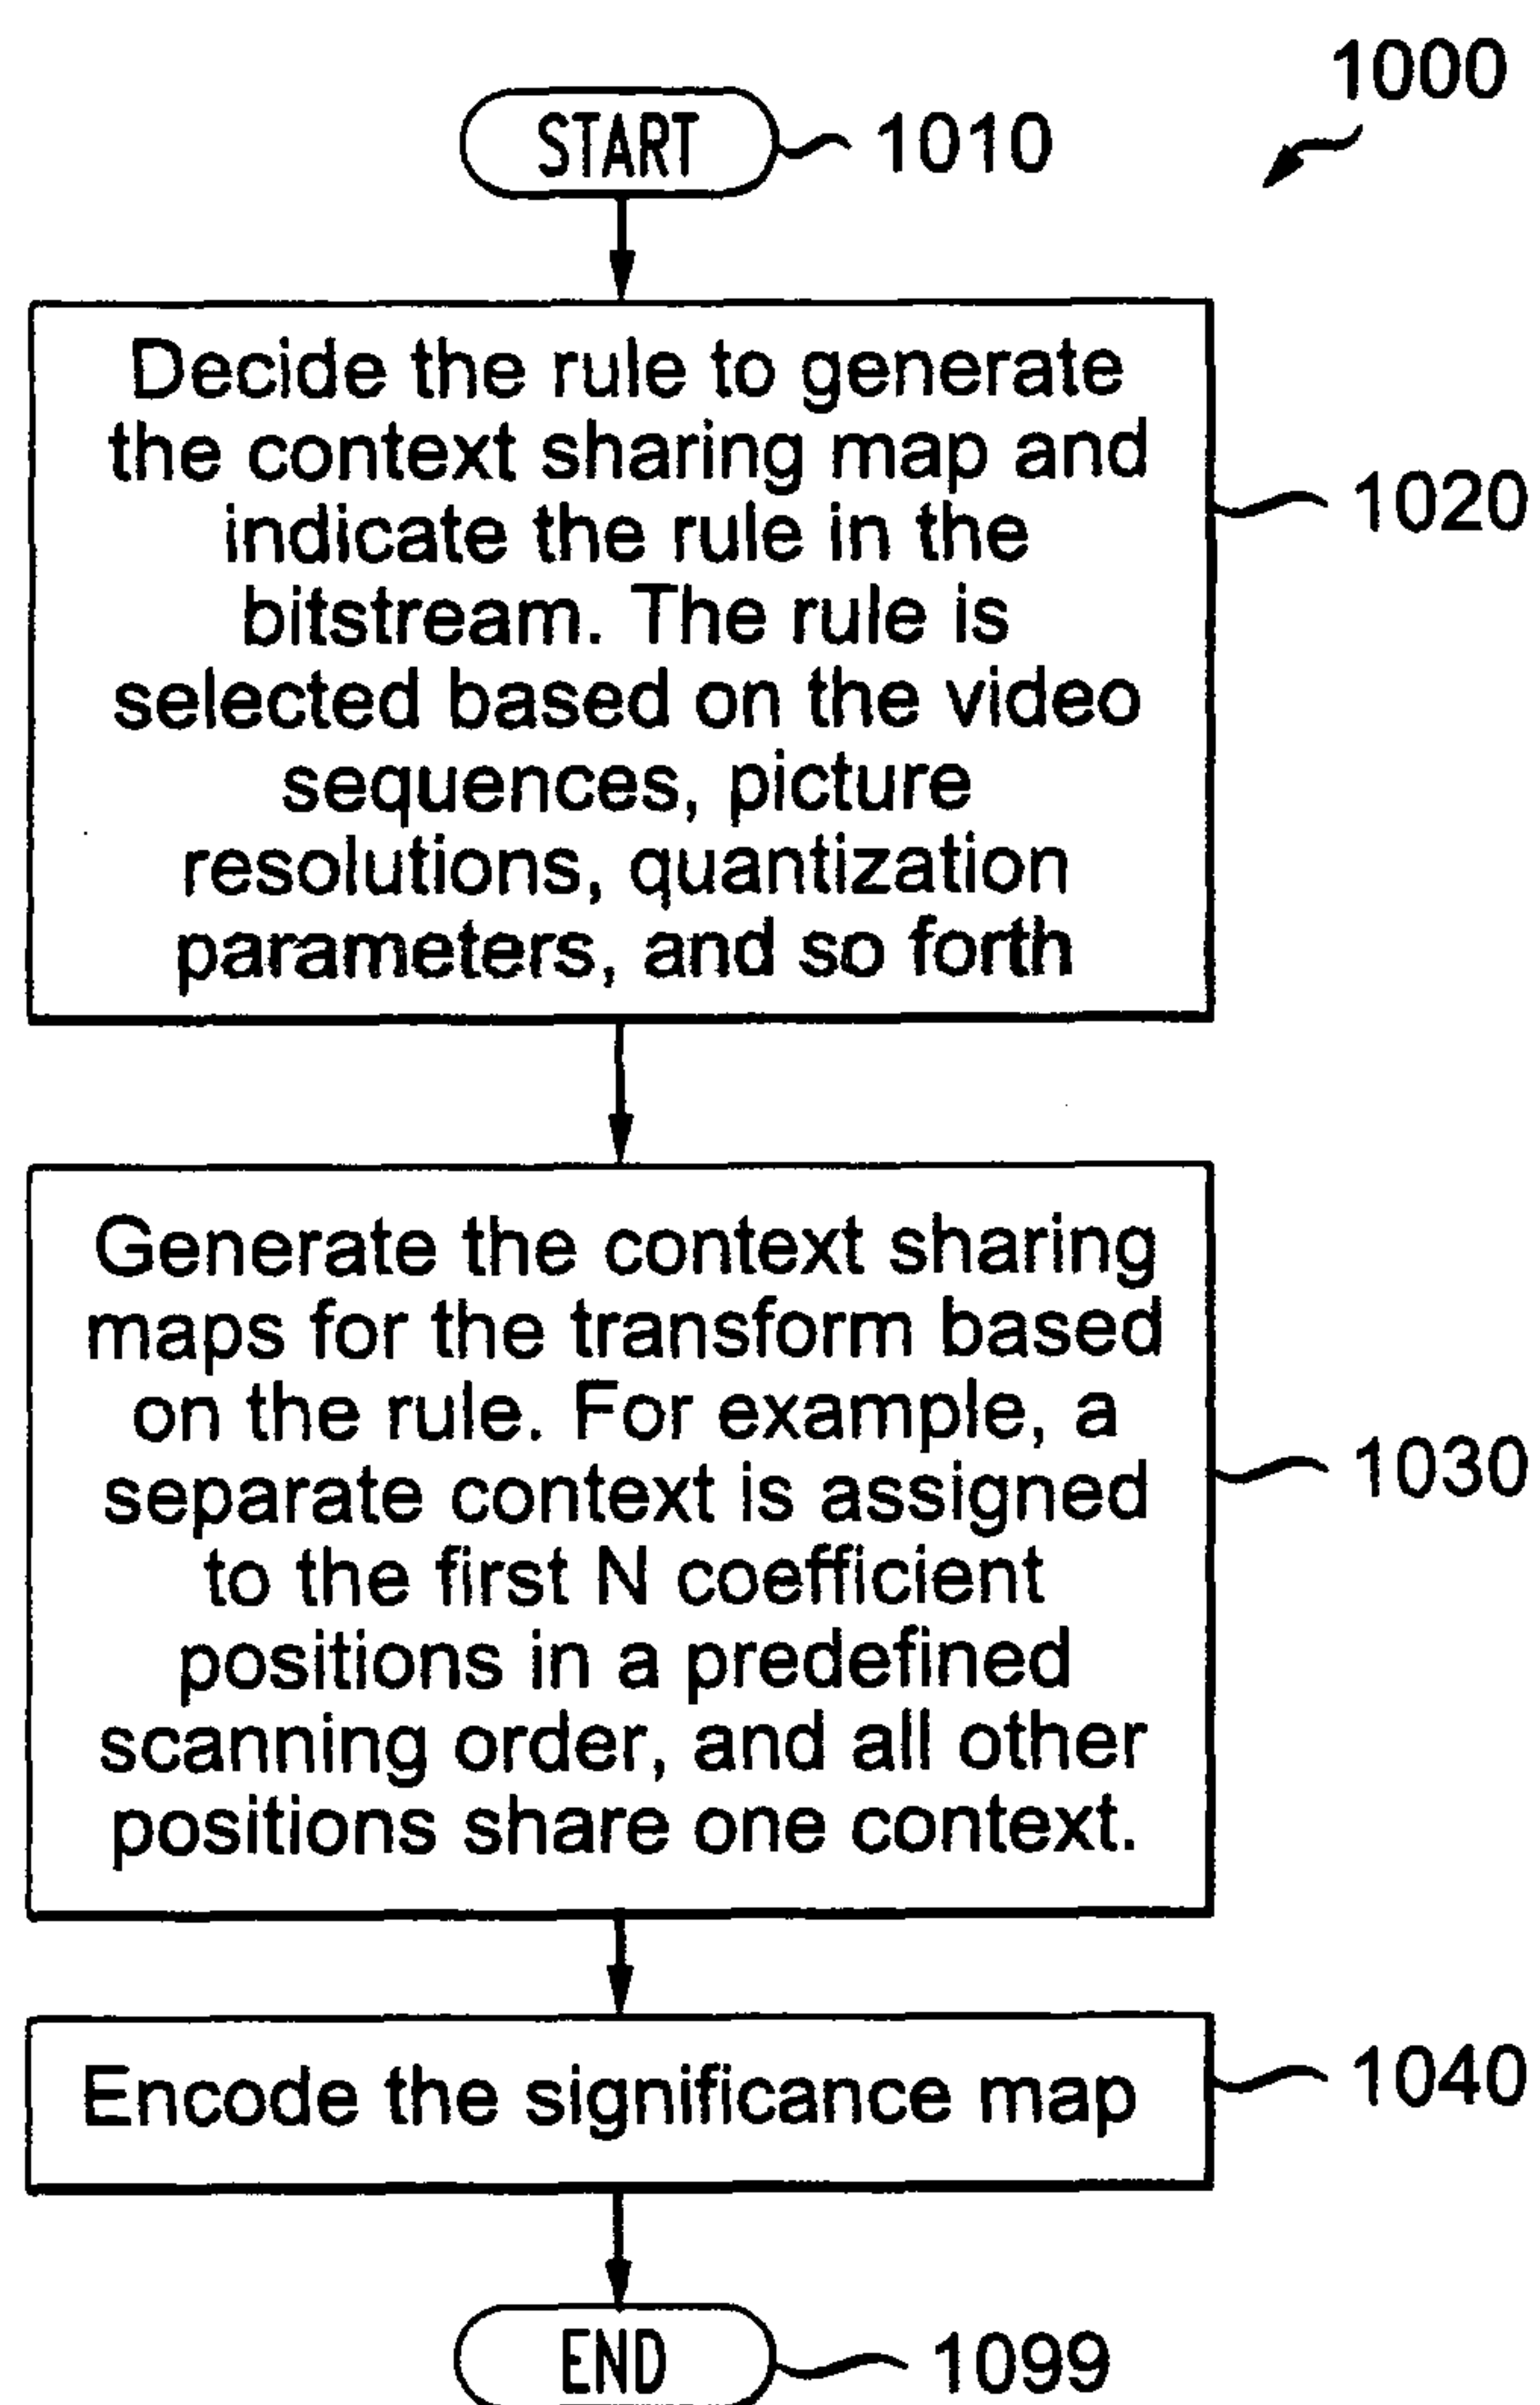 1000
START 1010
Decide the rule to generate
the context sharing map and
indicate the rule in the
bitstream. The rule is
selected based on the video
sequences, picture
resolutions, quantization
parameters, and so forth
1020
Generate the context sharing
maps for the transform based
on the rule. For example, a
separate context is assigned
to the first N coefficient
positions in a predefined
scanning order, and all other
positions share one context.
1030
Encode the significance map
1040
END 1099